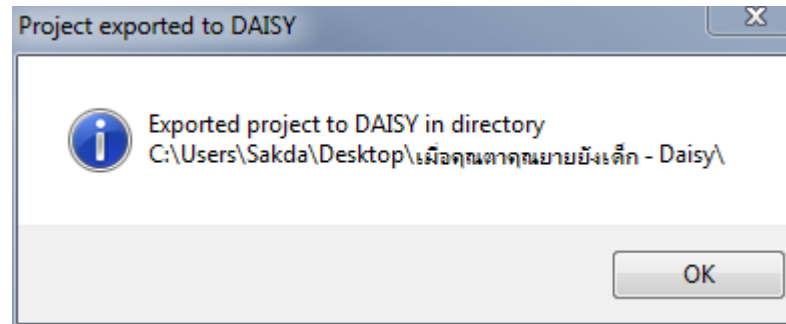 Project exported to DAISY
Exported project to DAISY in directory
C:\Users\Sakda\Desktop\เมื่อคุณตาคุณยายยังเด็ก - Daisy\
OK